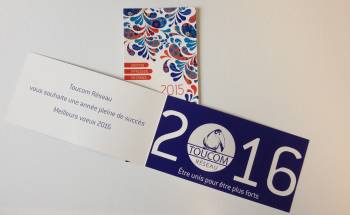 2015
Toucom Réseau
vous souhaite une année pleine de succès
Meilleurs voeux 2016
2016
TOUCOM
RÉSEAU
Être unis pour être plus forts